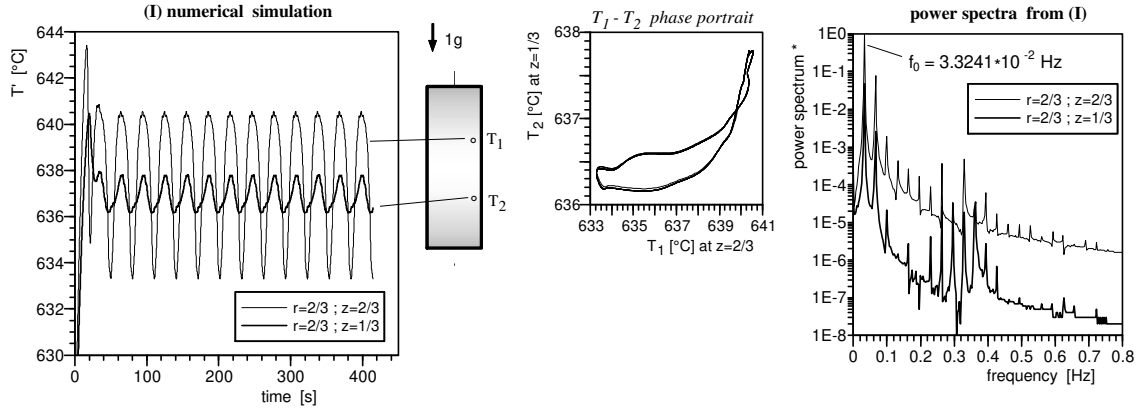 (I) numerical simulation
T' [°C]
644
642
640
638
636
634
632
630
0
100
200
300
400
time [s]
r=2/3 ; z=2/3
r=2/3 ; z=1/3
1g
T1
T2
T1 - T2 phase portrait
T2 [°C] at z=1/3
638
637
636
633
635
637
639
641
T1 [°C] at z=2/3
power spectra from (I)
power spectrum *
1E0
1E-1
1E-2
1E-3
1E-4
1E-5
1E-6
1E-7
1E-8
f0 = 3.3241*10-2 Hz
r=2/3 ; z=2/3
r=2/3 ; z=1/3
0
0.1
0.2
0.3
0.4
0.5
0.6
0.7
0.8
frequency [Hz]